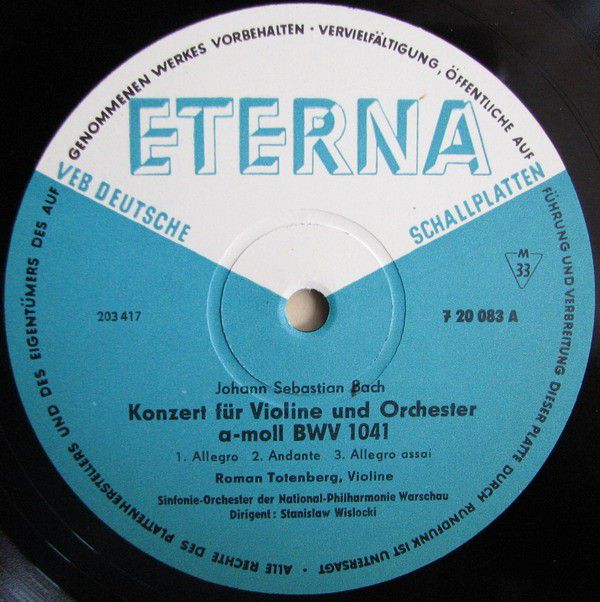 ALLE RECHTE DES PLATTENHERSTELLERS UND DES EIGENTÜMERS DES AUF GENOMMENEN WERKES VORBEHALTEN · VERVIELFÄLTIGUNG, ÖFFENTLICHE AUF FÜHRUNG UND VERBREITUNG DIESER PLATTE DURCH RUNDFUNK IST UNTERSAGT ·
ETERNA
VEB DEUTSCHE SCHALLPLATTEN
M
33
203 417
7 20 083 A
Johann Sebastian Bach
Konzert für Violine und Orchester
a-moll BWV 1041
1. Allegro 2. Andante 3. Allegro assai
Roman Totenberg, Violine
Sinfonie-Orchester der National-Philharmonie Warschau
Dirigent: Stanislaw Wislocki